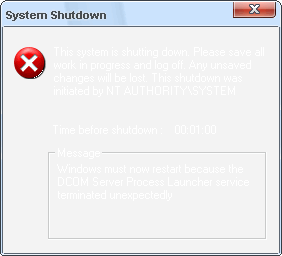 System Shutdown
This system is shutting down. Please save all
work in progress and log off. Any unsaved
changes will be lost. This shutdown was
initiated by NT AUTHORITY\SYSTEM
Time before shutdown : 00:01:00
Message
Windows must now restart because the
DCOM Server Process Launcher service
terminated unexpectedly